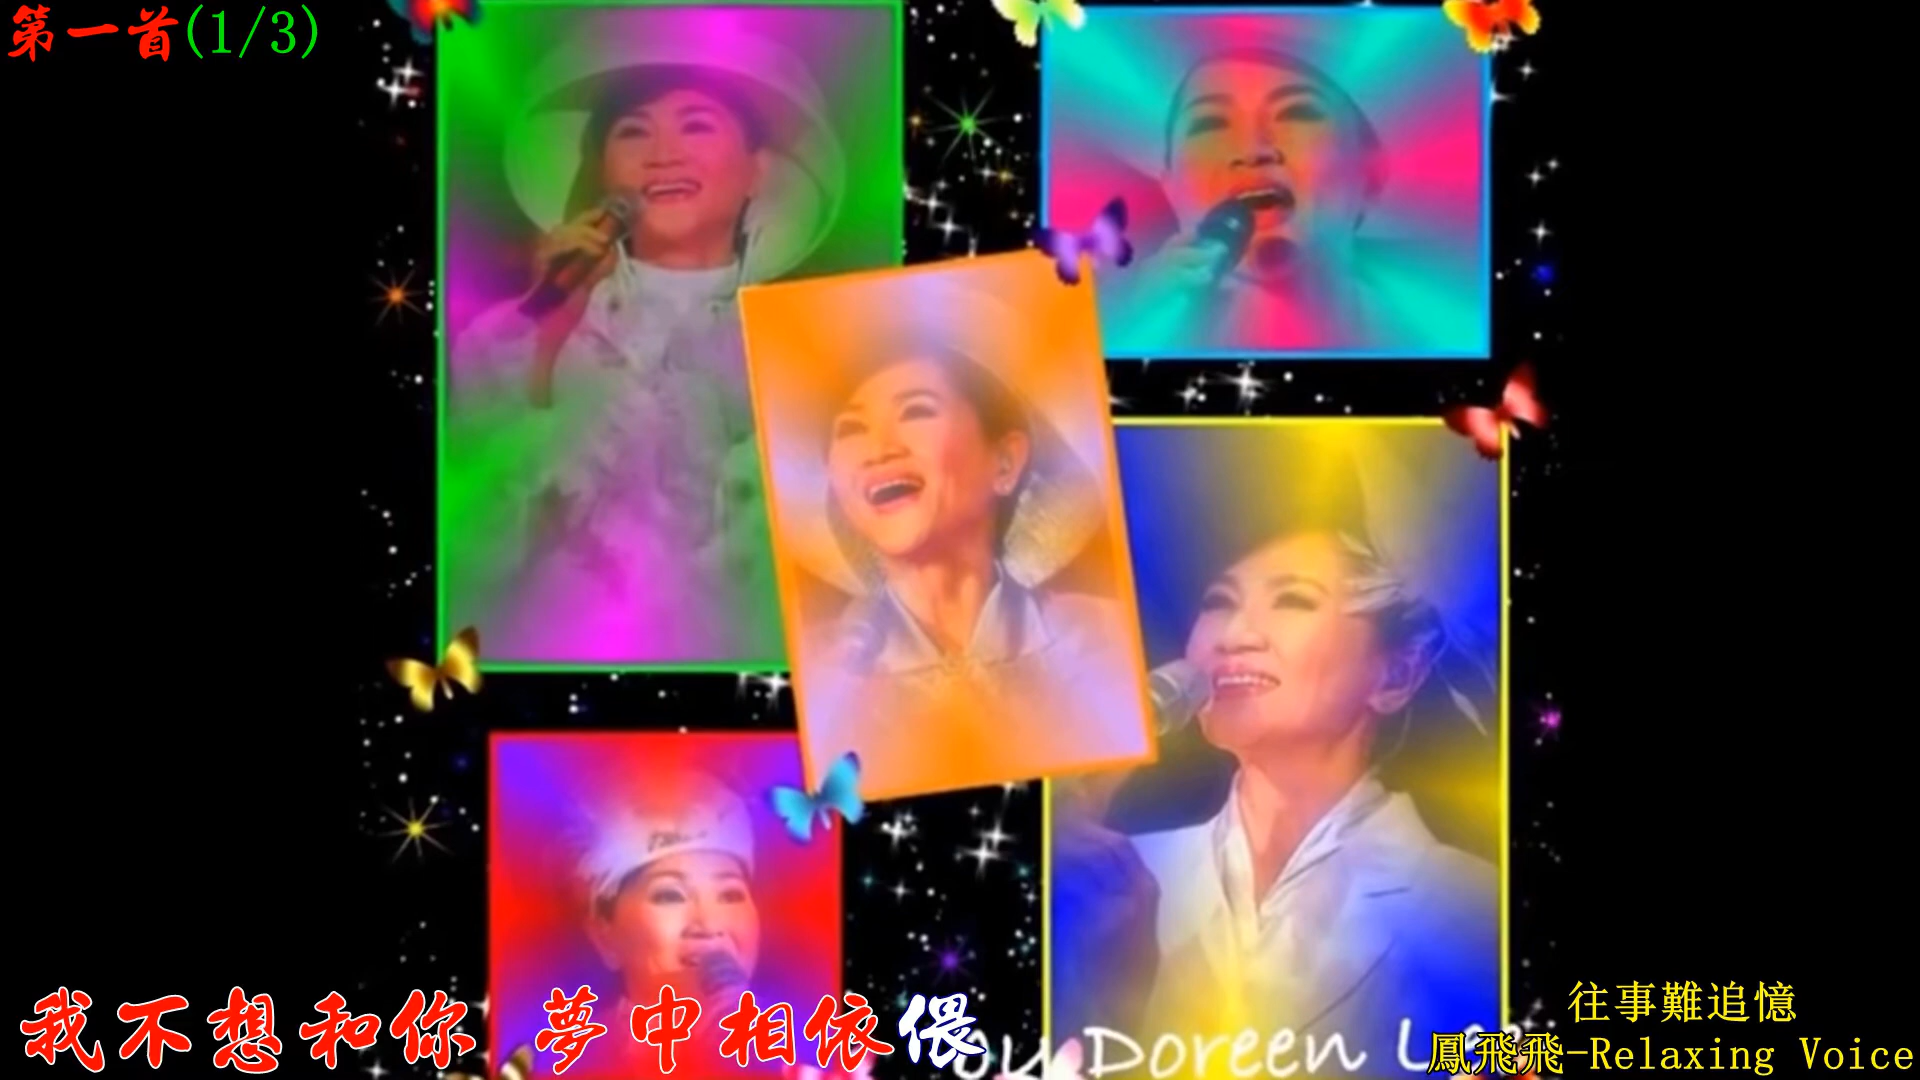 第一首(1/3)
我不想和你 夢中相依偎
by Doreen
往事難追憶
鳳飛飛-Relaxing Voice